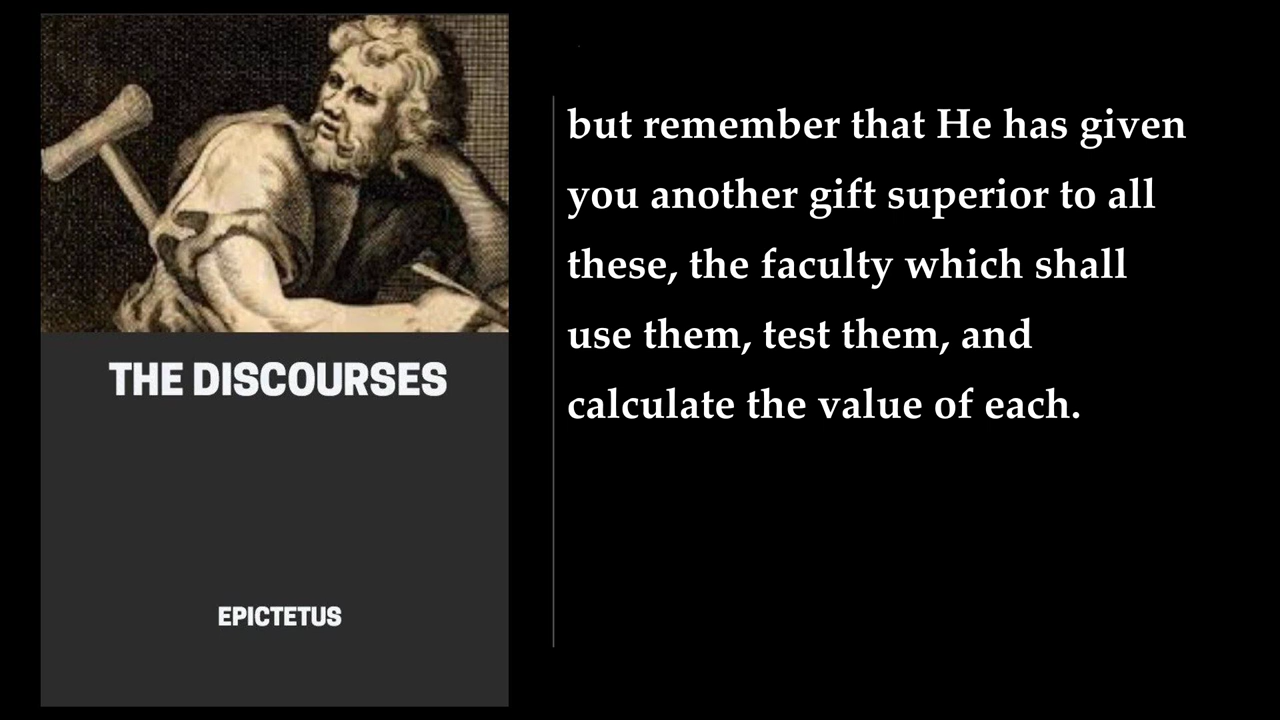 THE DISCOURSES
EPICTETUS
but remember that He has given
you another gift superior to all
these, the faculty which shall
use them, test them, and
calculate the value of each.